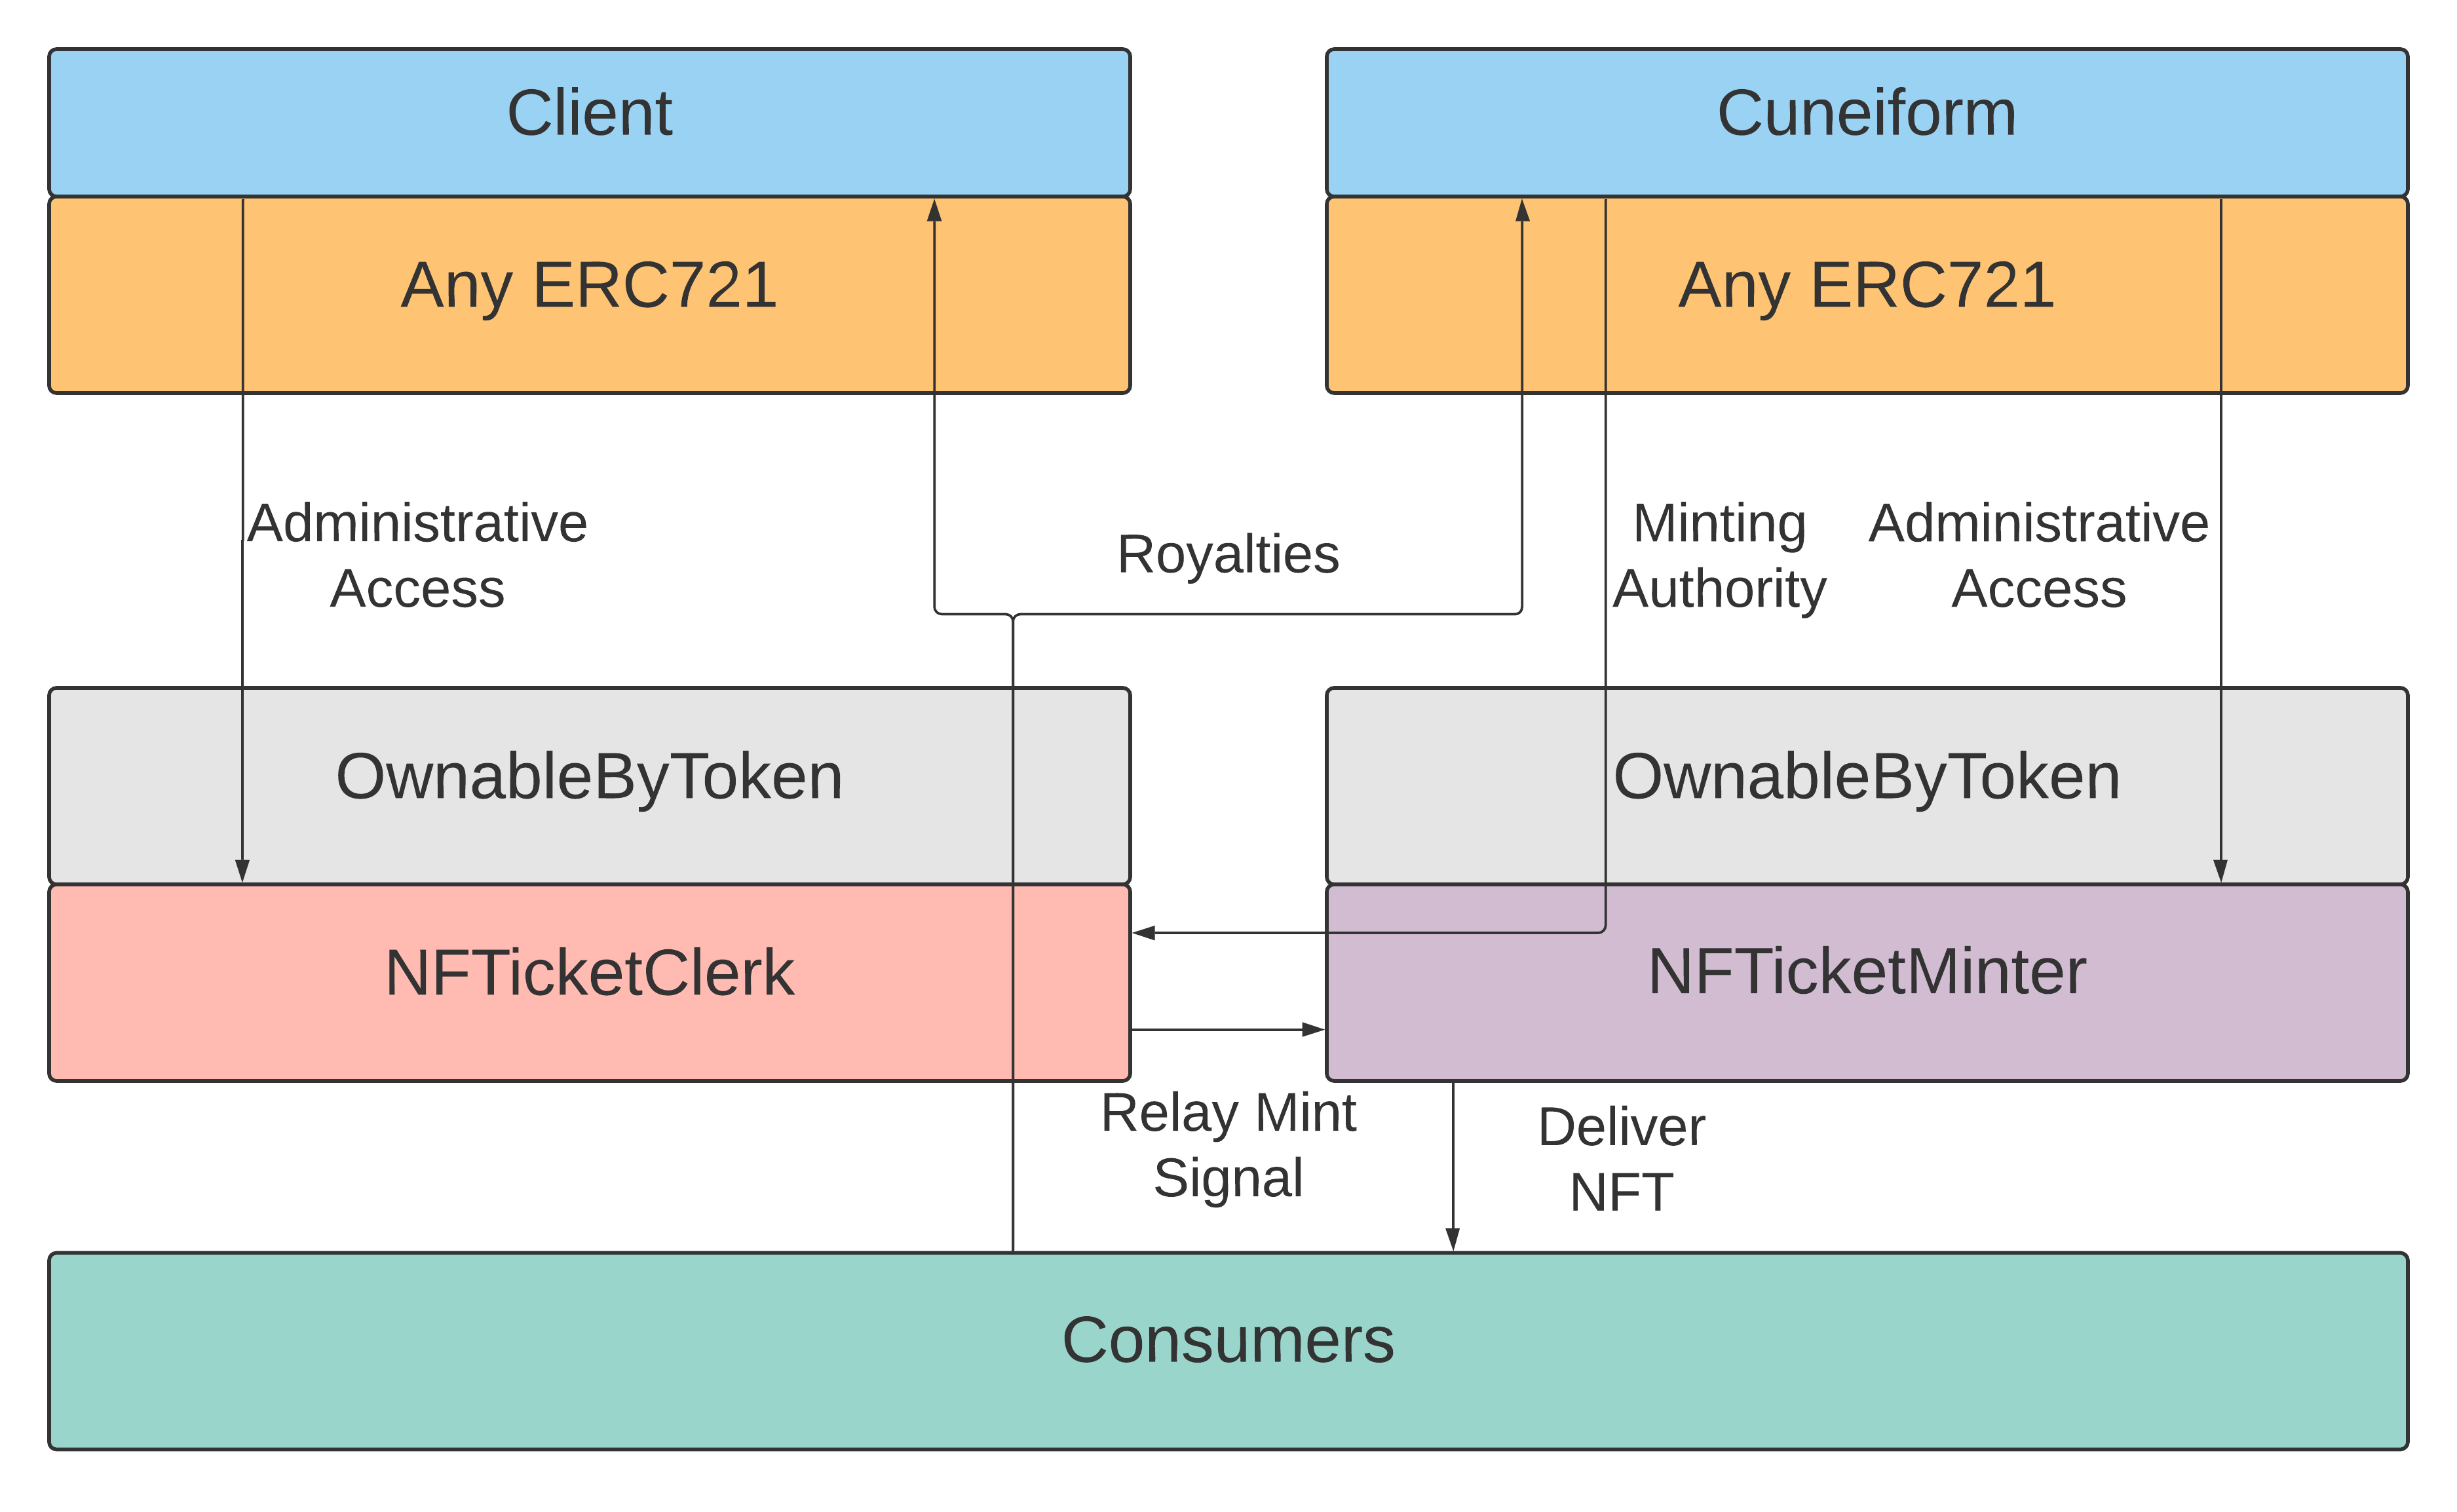 Client
Cuneiform
Any ERC721
Any ERC721
Administrative
Access
Royalties
Minting
Authority
Administrative
Access
OwnableByToken
OwnableByToken
NFTicketClerk
NFTicketMinter
Relay Mint
Signal
Deliver
NFT
Consumers